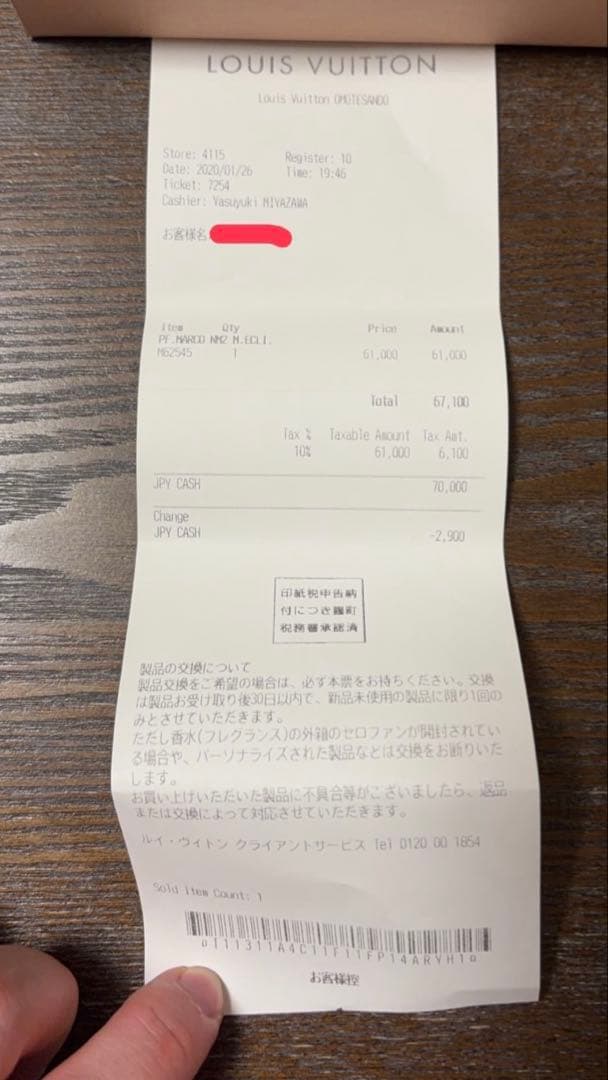 LOUIS VUITTON
Louis Vuitton OMOTESANDO
Store: 4115 Register: 10
Date: 2020/01/26 Time: 19:46
Ticket: 7254
Cashier: Yasuyuki MIYAZAWA
お客様名
Item Qty Price Amount
PF.MARCO NM2 M.ECLI.
M62545 1 61,000 61,000
Total 67,100
Tax % Taxable Amount Tax Amt.
10% 61,000 6,100
JPY CASH 70,000
Change
JPY CASH -2,900
印紙税申告納
付につき麹町
税務署承認済
製品の交換について
製品交換をご希望の場合は、必ず本票をお持ちください。交換
は製品お受け取り後30日以内で、新品未使用の製品に限り1回の
みとさせていただきます。
ただし香水(フレグランス)の外箱のセロファンが開封されてい
る場合や、パーソナライズされた製品などは交換をお断りいた
します。
お買い上げいただいた製品に不具合等がございましたら、返品
または交換によって対応させていただきます。
ルイ・ヴィトン クライアントサービス Tel 0120 00 1854
Sold Item Count: 1
お客様控